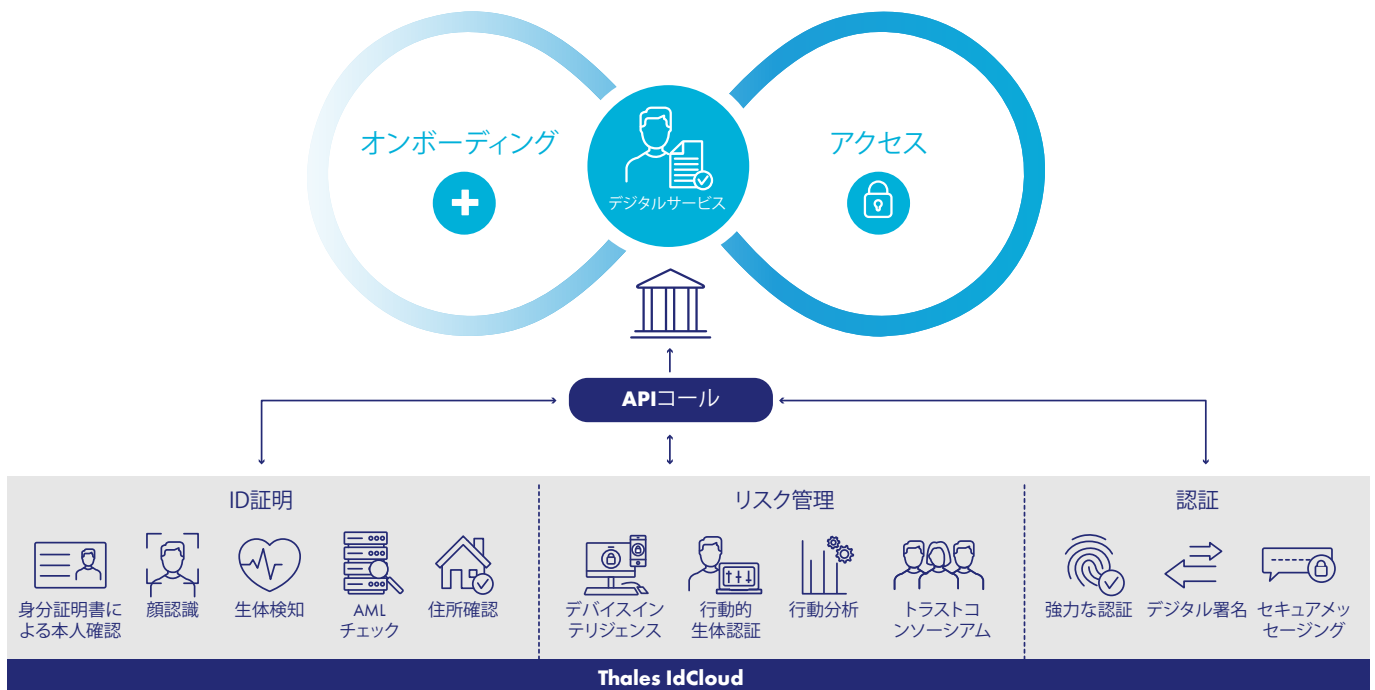 オンボーディング
アクセス
デジタルサービス
APIコール
ID証明
リスク管理
認証
身分証明書に
よる本人確認
顔認識
生体検知
AML
チェック
住所確認
デバイスイン
テリジェンス
行動的
生体認証
行動分析
トラストコ
ンソーシアム
強力な認証
デジタル署名
セキュアメッ
セージング
Thales IdCloud